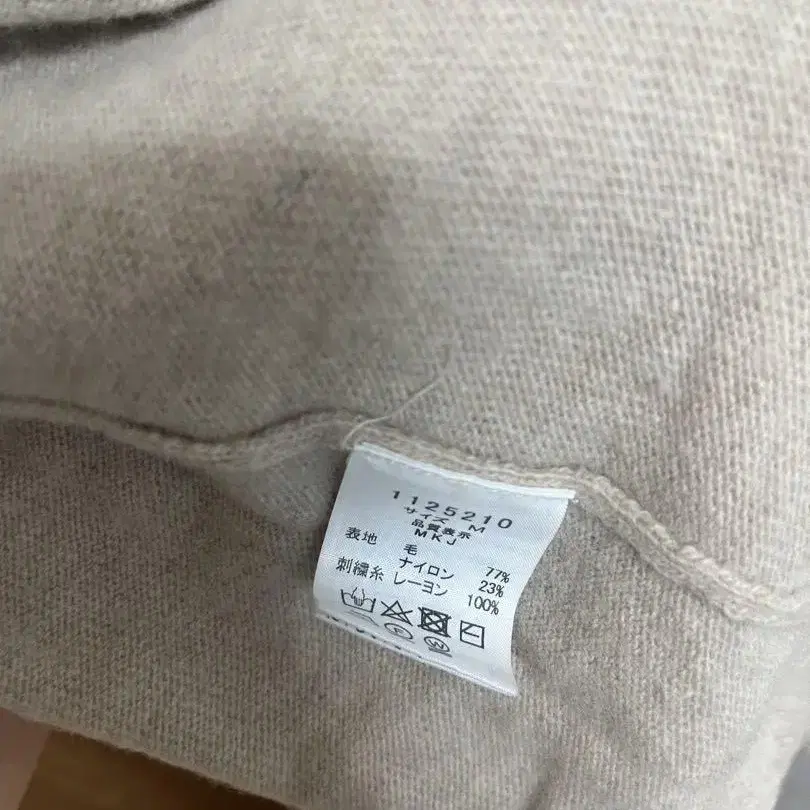 1125210
サイズ M
品質表示
MKJ
表地 毛 77%
ナイロン 23%
刺繍糸 レーヨン 100%
F W